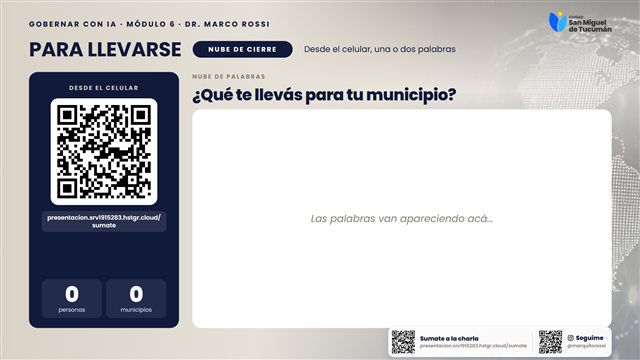 GOBERNAR CON IA · MÓDULO 6 · DR. MARCO ROSSI
CIUDAD
San Miguel
de Tucumán
PARA LLEVARSE
NUBE DE CIERRE
Desde el celular, una o dos palabras
DESDE EL CELULAR
presentacion.srv1915283.hstgr.cloud/
sumate
0
personas
0
municipios
NUBE DE PALABRAS
¿Qué te llevás para tu municipio?
Las palabras van apareciendo acá...
Sumate a la charla
presentacion.srv1915283.hstgr.cloud/sumate
Seguime
@marquitorossi